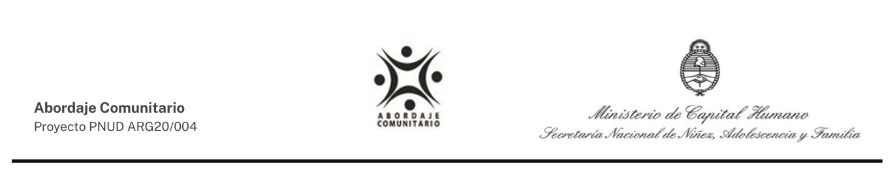 Abordaje Comunitario
Proyecto PNUD ARG20/004
ABORDAJE
COMUNITARIO
Ministerio de Capital Humano
Secretaría Nacional de Niñez, Adolescencia y Familia